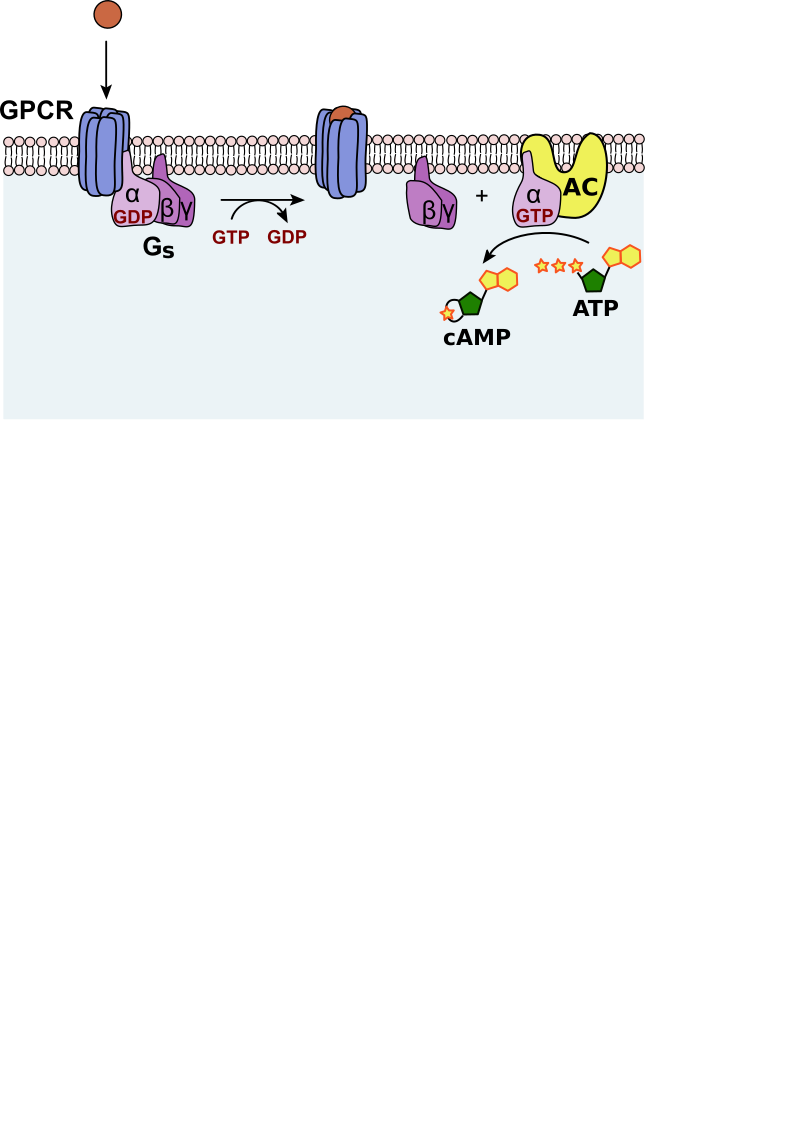 GPCR
α
GDP
β γ
Gs
GTP GDP
β γ
+
α
GTP
AC
ATP
cAMP